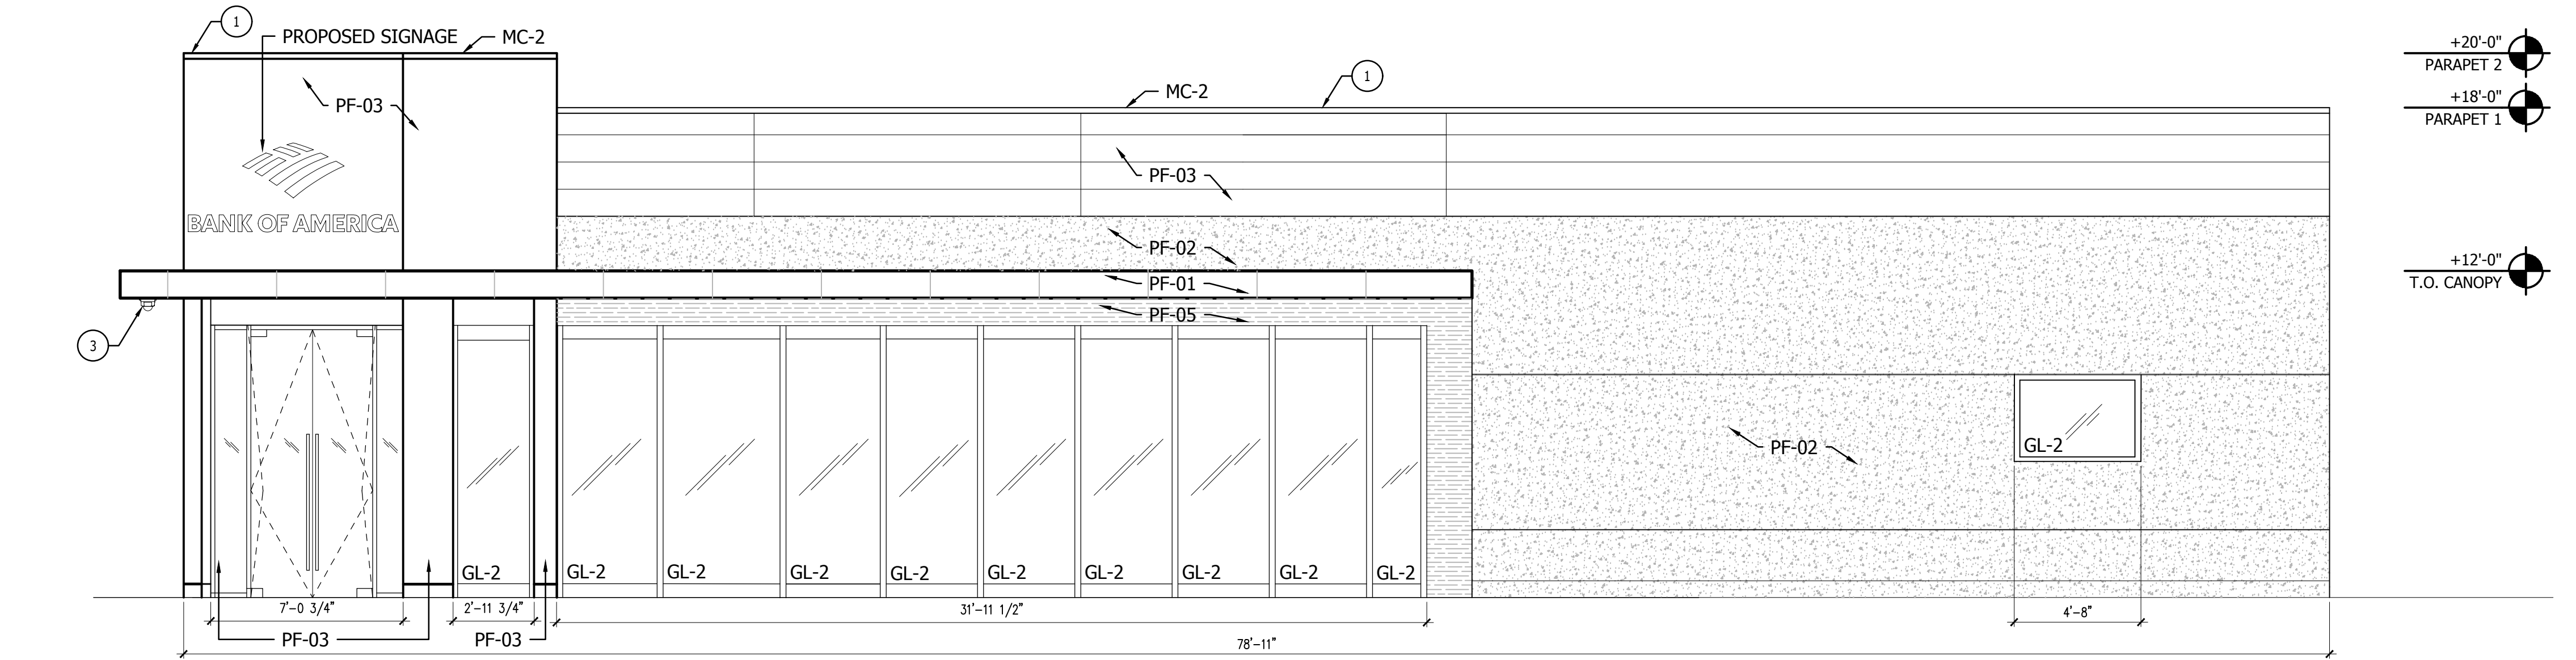 1
PROPOSED SIGNAGE
MC-2
+20'-0"
PARAPET 2
1
MC-2
+18'-0"
PARAPET 1
PF-03
PF-03
BANK OF AMERICA
PF-02
+12'-0"
T.O. CANOPY
PF-01
PF-05
3
PF-02
GL-2
GL-2
GL-2
GL-2
GL-2
GL-2
GL-2
GL-2
GL-2
GL-2
GL-2
7'-0 3/4"
2'-11 3/4"
31'-11 1/2"
4'-8"
PF-03
PF-03
78'-11"